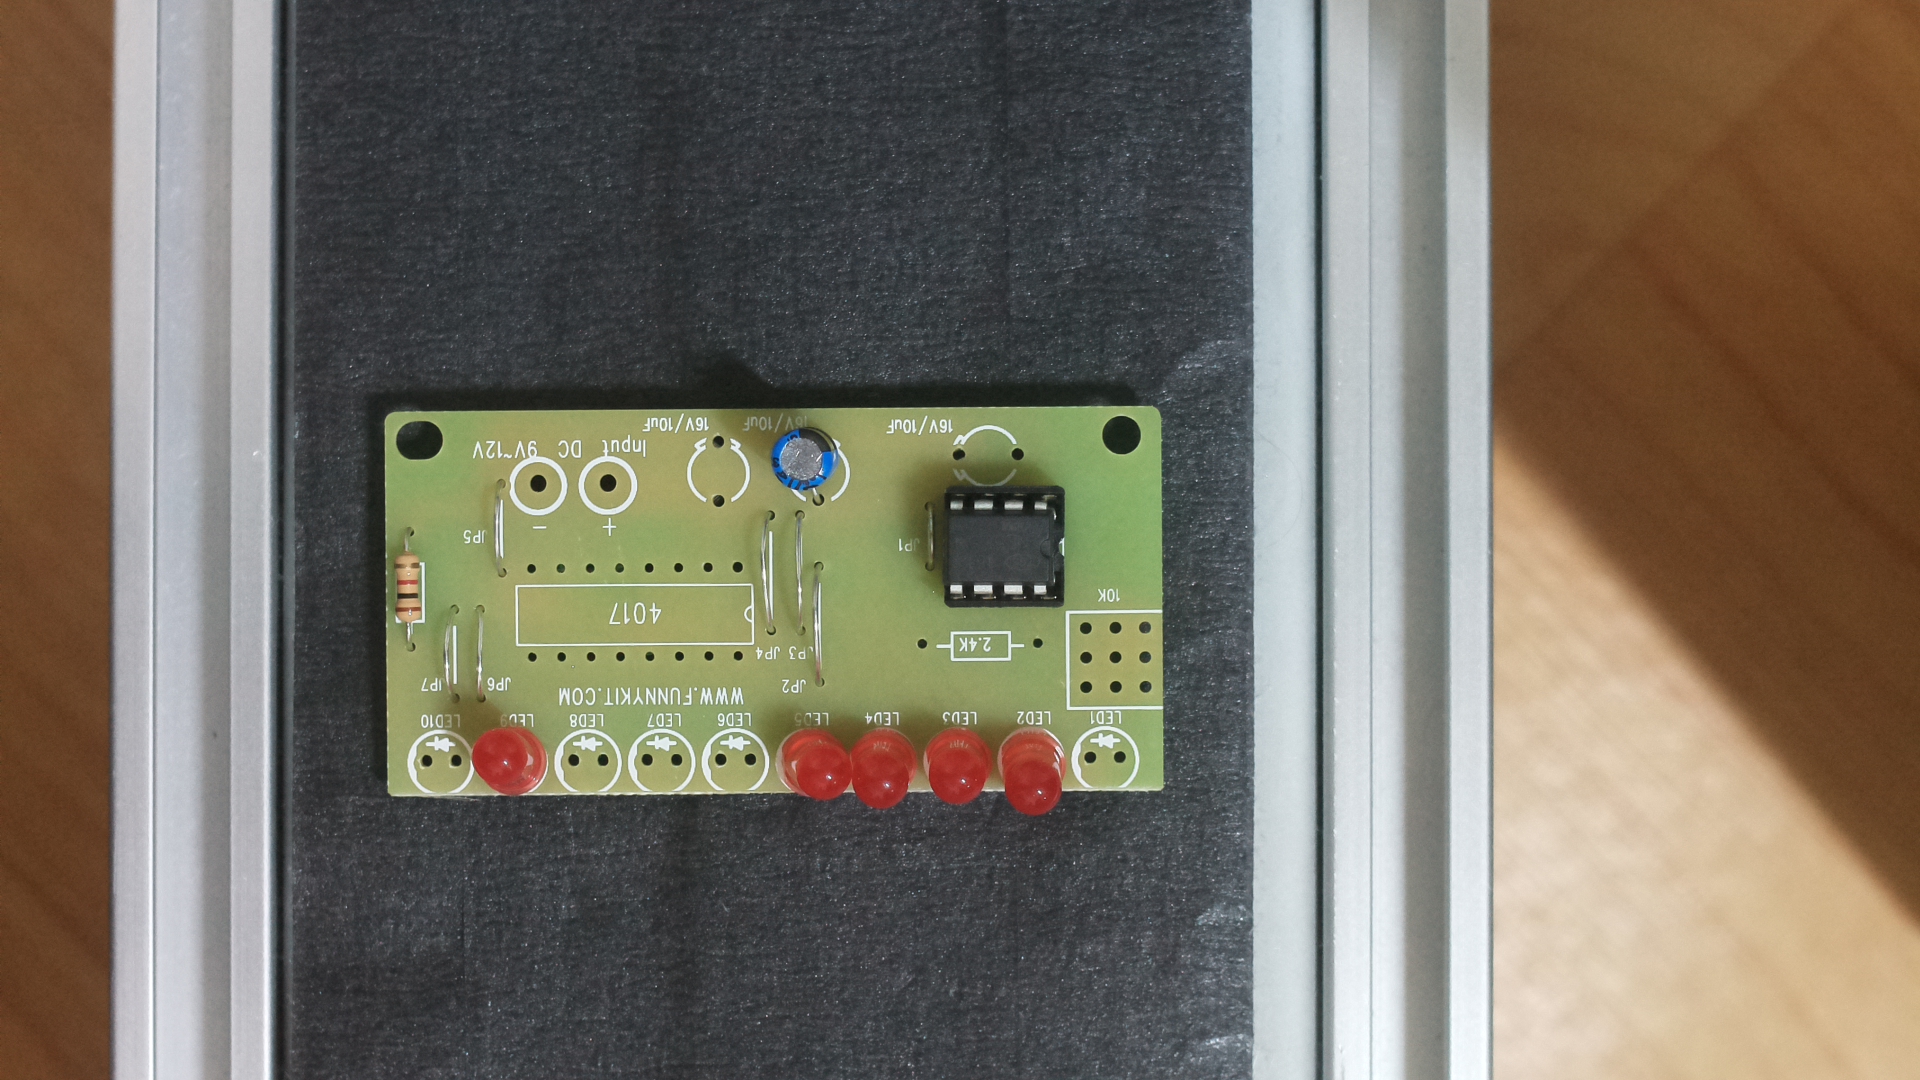 LED1
LED2
LED3
LED4
LED5
LED6
LED7
LED8
LED9
LED10
WWW.FUNNYKIT.COM
JP2
JP6
JP7
JP3
JP4
2.4K
4017
10K
JP1
JP5
+
−
Input DC 9V~12V
16V/10uF
16V/10uF
16V/10uF